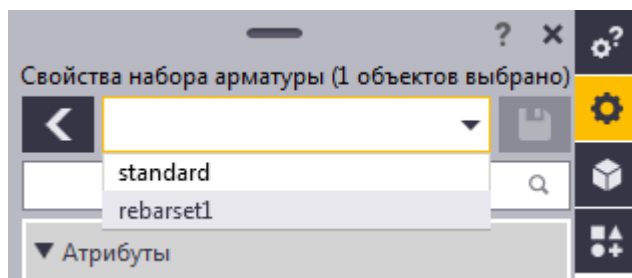 ?
Свойства набора арматуры (1 объектов выбрано)
standard
rebarset1
Атрибуты